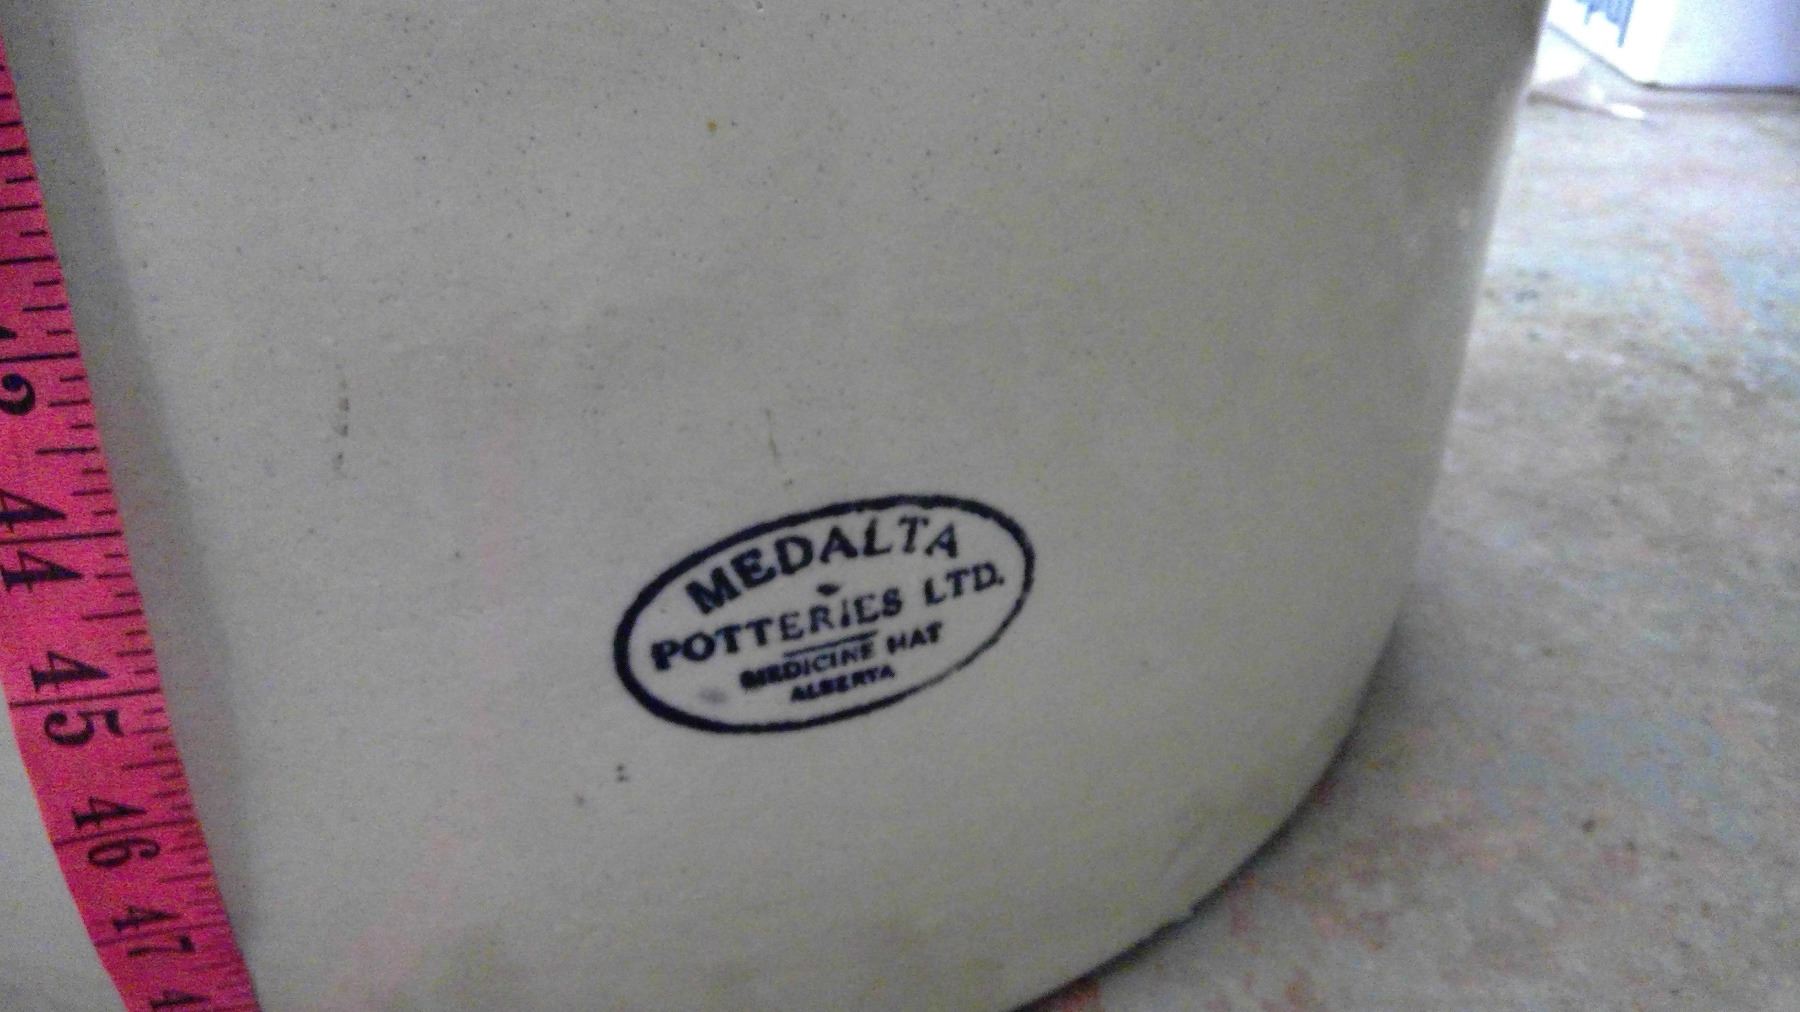 MEDALTA
POTTERIES LTD.
MEDICINE HAT
ALBERTA
44
45
46
47